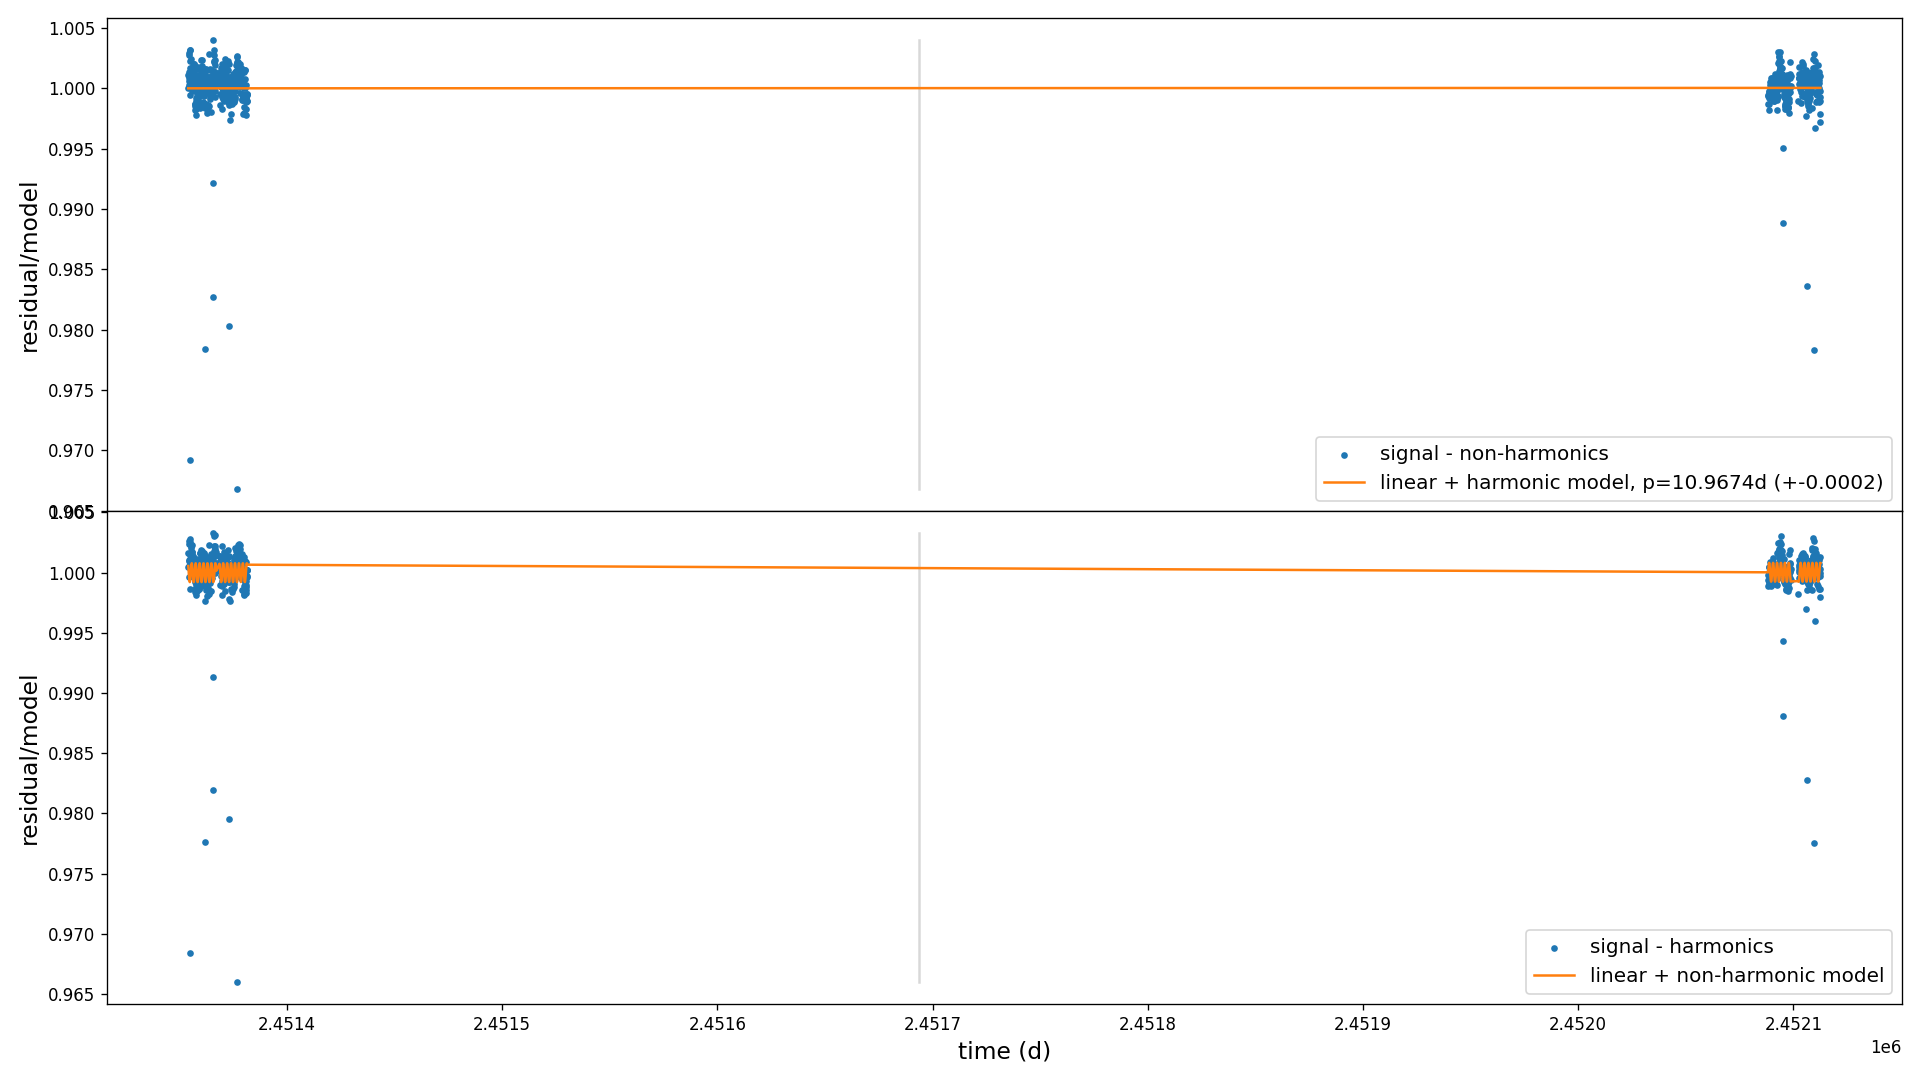 1.005
1.000
0.995
0.990
0.985
0.980
0.975
0.970
0.965
residual/model
signal - non-harmonics
linear + harmonic model, p=10.9674d (+-0.0002)
1.005
1.000
0.995
0.990
0.985
0.980
0.975
0.970
0.965
residual/model
signal - harmonics
linear + non-harmonic model
2.4514 2.4515 2.4516 2.4517 2.4518 2.4519 2.4520 2.4521
1e6
time (d)